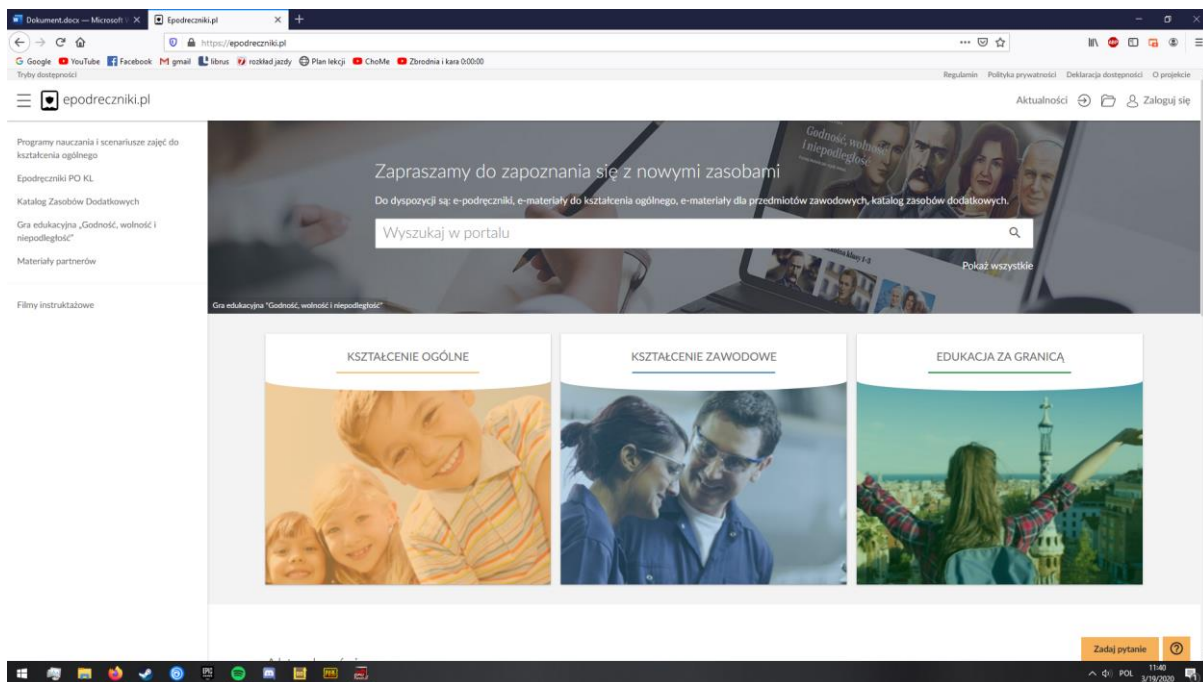 Dokument.docx — Microsoft
Epodreczniki.pl
https://epodreczniki.pl
Google YouTube Facebook gmail librus rozkład jazdy Plan lekcji ChoMe Zbrodnia i kara 0:00:00
Tryby dostępności
Regulamin Polityka prywatności Deklaracja dostępności O projekcie
epodreczniki.pl
Aktualności Zaloguj się
Programy nauczania i scenariusze zajęć do
kształcenia ogólnego
Epodręczniki PO KL
Katalog Zasobów Dodatkowych
Gra edukacyjna „Godność, wolność i
niepodległość”
Materiały partnerów
Filmy instruktażowe
Godność, wolność
i niepodległość
Zapraszamy do zapoznania się z nowymi zasobami
Do dyspozycji są: e-podręczniki, e-materiały do kształcenia ogólnego, e-materiały dla przedmiotów zawodowych, katalog zasobów dodatkowych.
Wyszukaj w portalu
Pokaż wszystkie
Gra edukacyjna "Godność, wolność i niepodległość"
KSZTAŁCENIE OGÓLNE
KSZTAŁCENIE ZAWODOWE
EDUKACJA ZA GRANICĄ
Zadaj pytanie
POL
11:40
3/19/2020